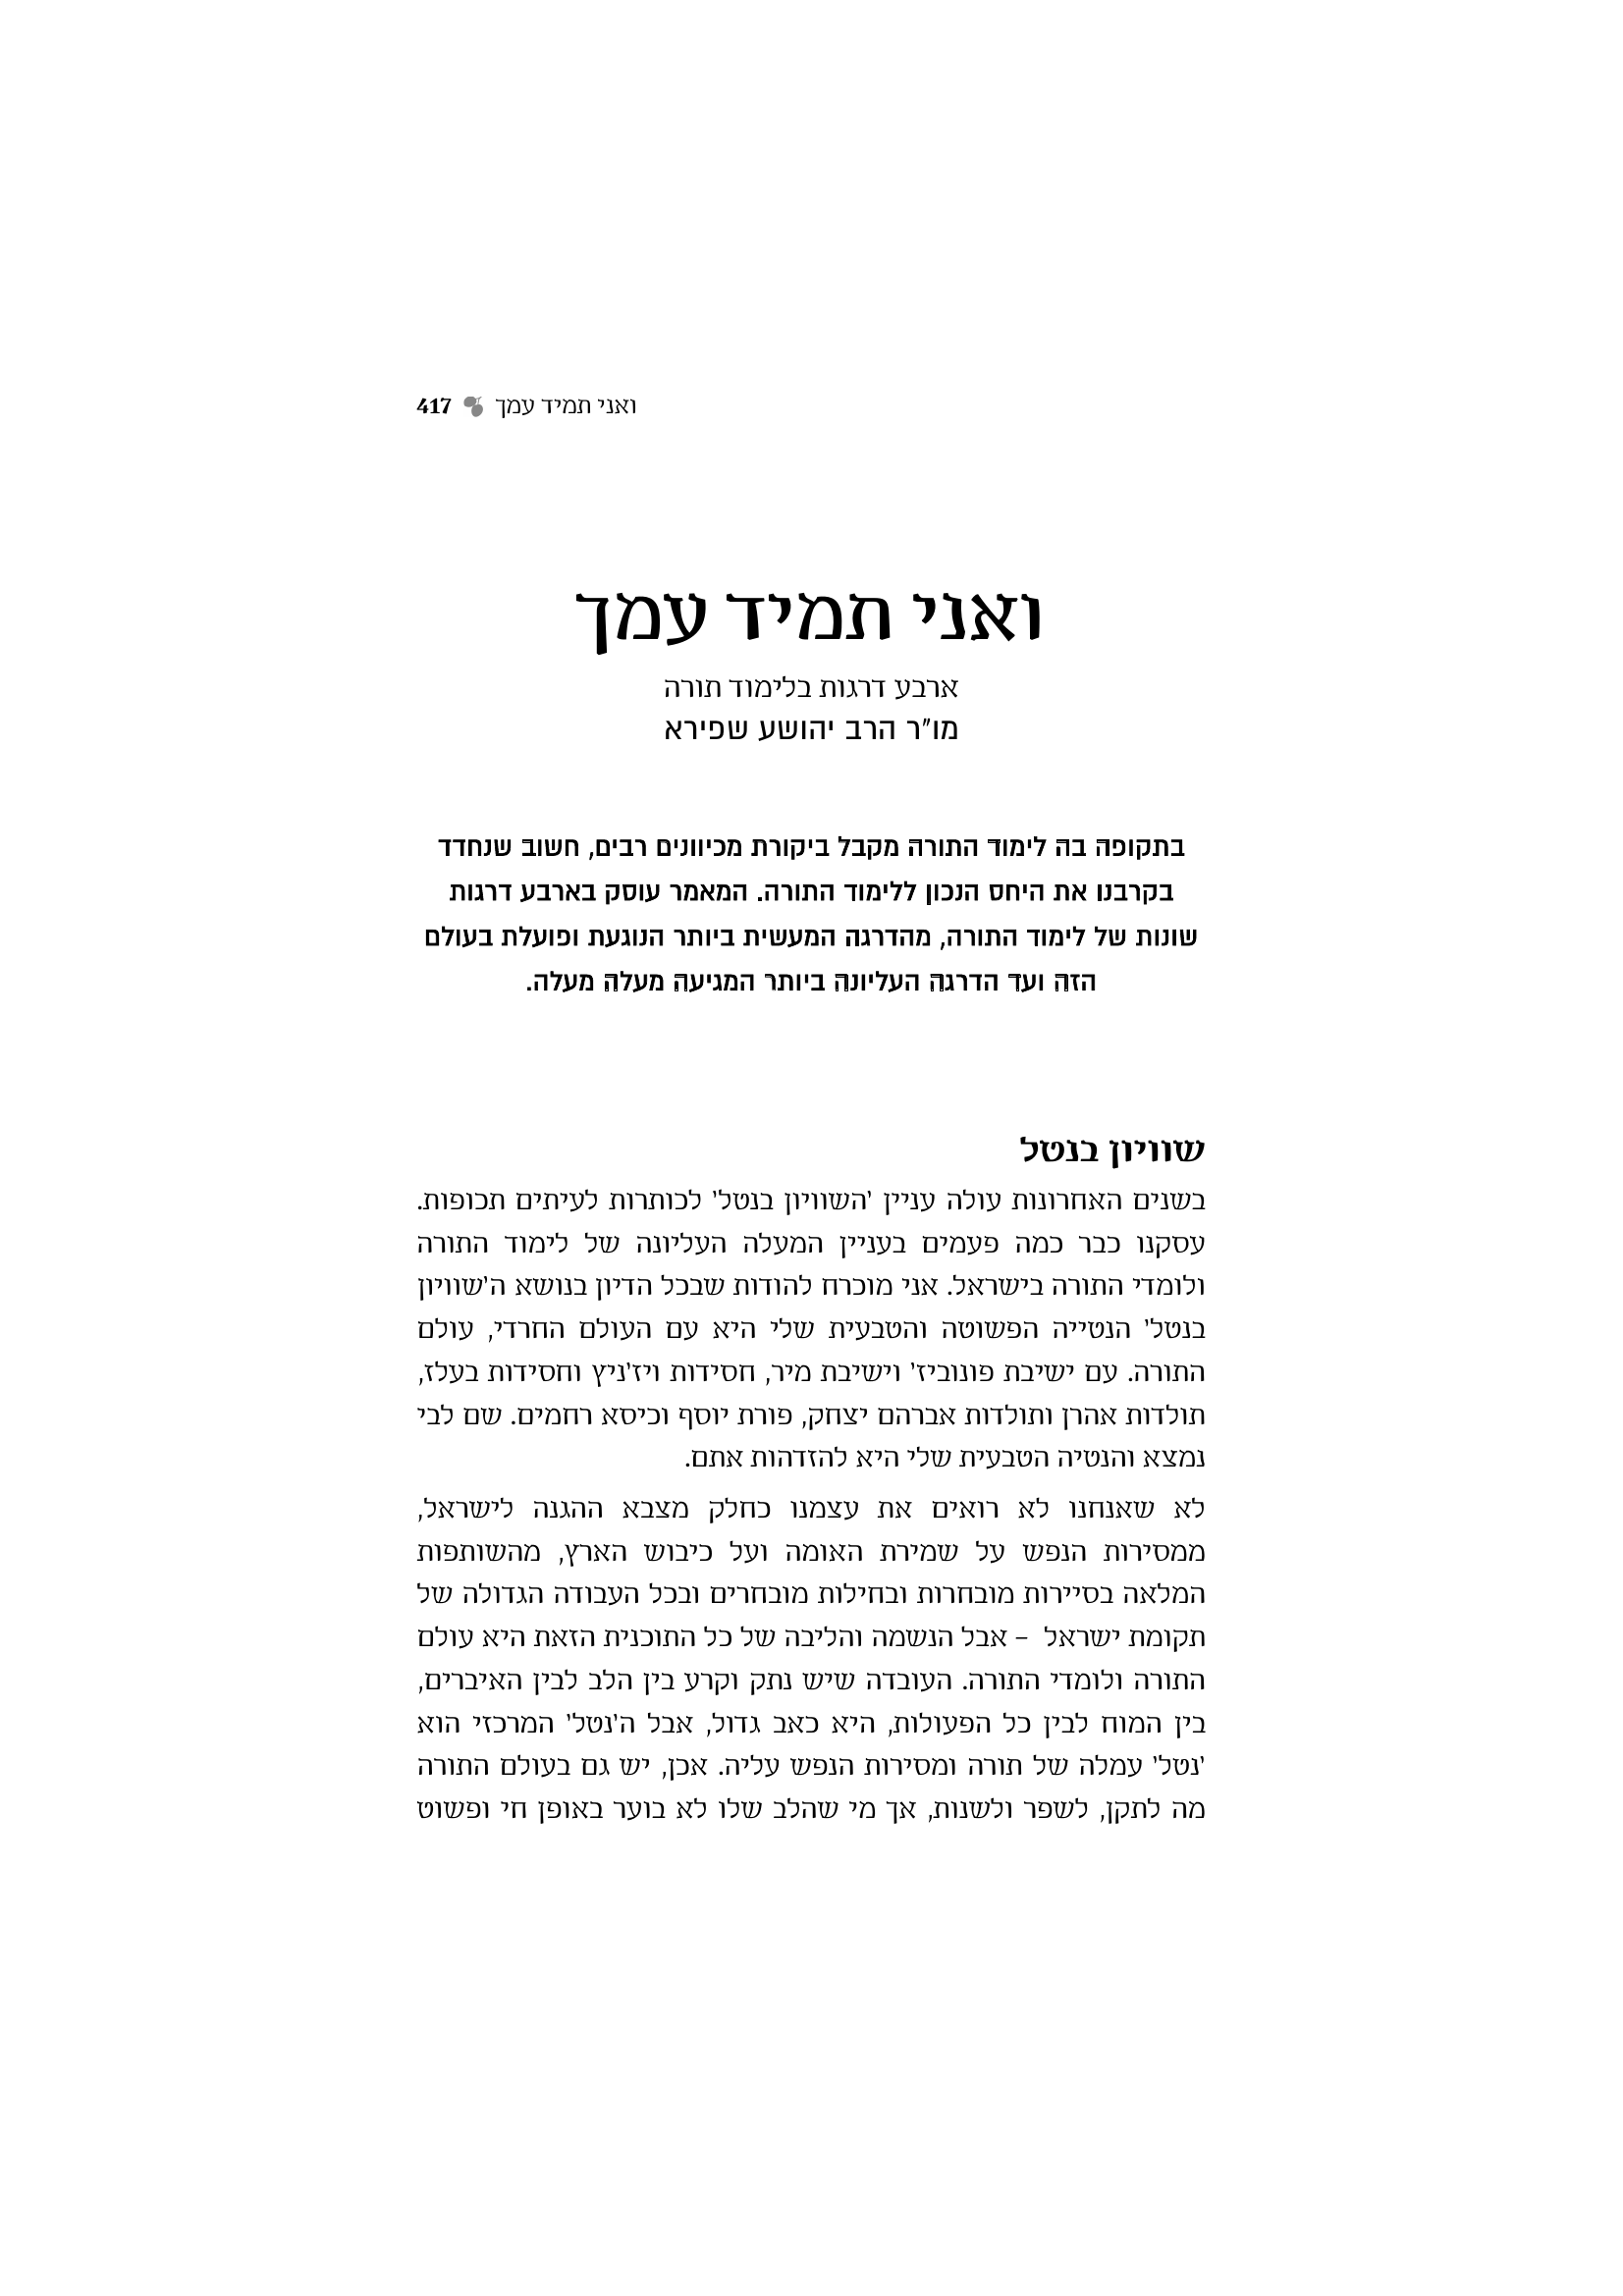 ואני תמיד עמך 417
ואני תמיד עמך
ארבע דרגות בלימוד תורה
מו"ר הרב יהושע שפירא
בתקופה בה לימוד התורה מקבל ביקורת מכיוונים רבים, חשוב שנחדד
בקרבנו את היחס הנכון ללימוד התורה. המאמר עוסק בארבע דרגות
שונות של לימוד התורה, מהדרגה המעשית ביותר הנוגעת ופועלת בעולם
הזה ועד הדרגה העליונה ביותר המגיעה מעלה מעלה.
שוויון בנטל
בשנים האחרונות עולה עניין 'השוויון בנטל' לכותרות לעיתים תכופות.
עסקנו כבר כמה פעמים בעניין המעלה העליונה של לימוד התורה
ולומדי התורה בישראל. אני מוכרח להודות שבכל הדיון בנושא ה'שוויון
בנטל' הנטייה הפשוטה והטבעית שלי היא עם העולם החרדי, עולם
התורה. עם ישיבת פונוביז' וישיבת מיר, חסידות ויז'ניץ וחסידות בעלז,
תולדות אהרן ותולדות אברהם יצחק, פורת יוסף וכיסא רחמים. שם לבי
נמצא והנטיה הטבעית שלי היא להזדהות אתם.
לא שאנחנו לא רואים את עצמנו כחלק מצבא ההגנה לישראל,
ממסירות הנפש על שמירת האומה ועל כיבוש הארץ, מהשותפות
המלאה בסיירות מובחרות ובחילות מובחרים ובכל העבודה הגדולה של
תקומת ישראל – אבל הנשמה והליבה של כל התוכנית הזאת היא עולם
התורה ולומדי התורה. העובדה שיש נתק וקרע בין הלב לבין האיברים,
בין המוח לבין כל הפעולות, היא כאב גדול, אבל ה'נטל' המרכזי הוא
'נטל' עמלה של תורה ומסירות הנפש עליה. אכן, יש גם בעולם התורה
מה לתקן, לשפר ולשנות, אך מי שהלב שלו לא בוער באופן חי ופשוט